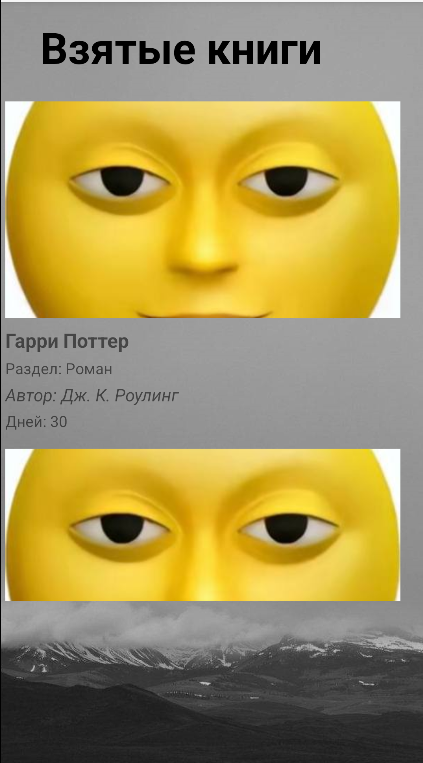 Взятые книги
Гарри Поттер
Раздел: Роман
Автор: Дж. К. Роулинг
Дней: 30